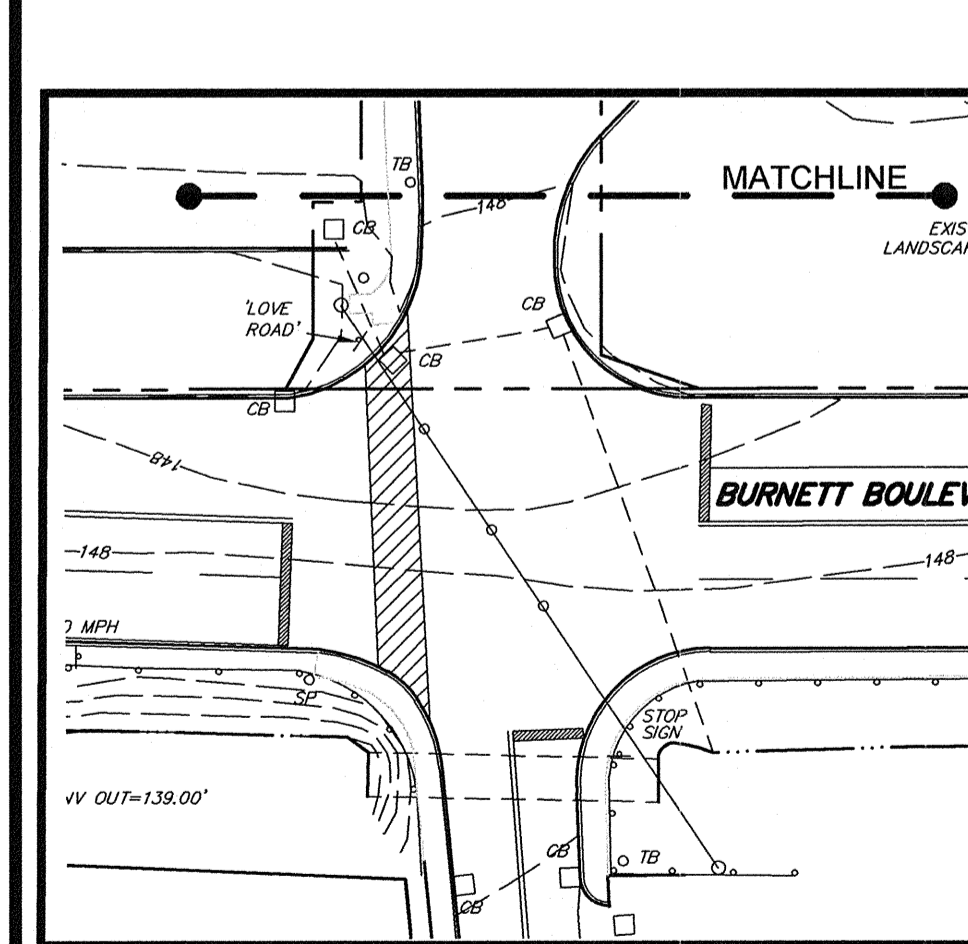 TB
MATCHLINE
148
CB
EXIS
LANDSCA
CB
'LOVE
ROAD'
CB
CB
148
BURNETT BOULEV
148
148
MPH
SP
STOP
SIGN
OUT=139.00'
CB
TB
CB